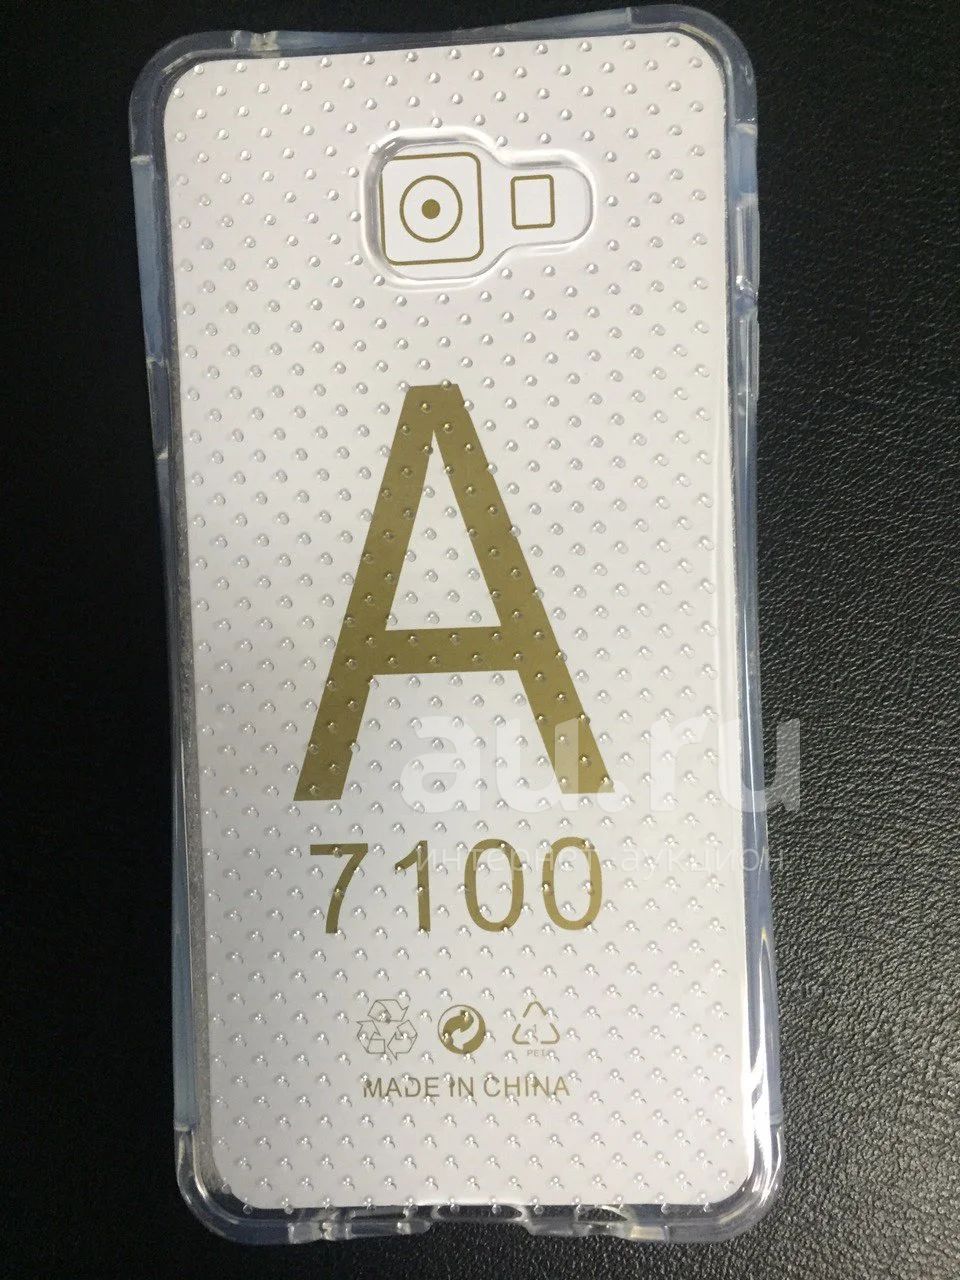 A
7100
au.ru
интернет аукцион
PET
MADE IN CHINA